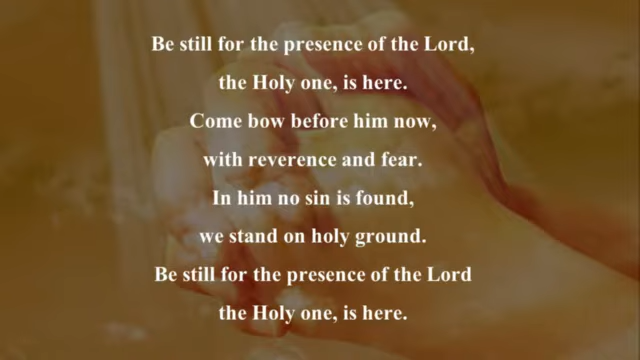 Be still for the presence of the Lord,
the Holy one, is here.
Come bow before him now,
with reverence and fear.
In him no sin is found,
we stand on holy ground.
Be still for the presence of the Lord
the Holy one, is here.